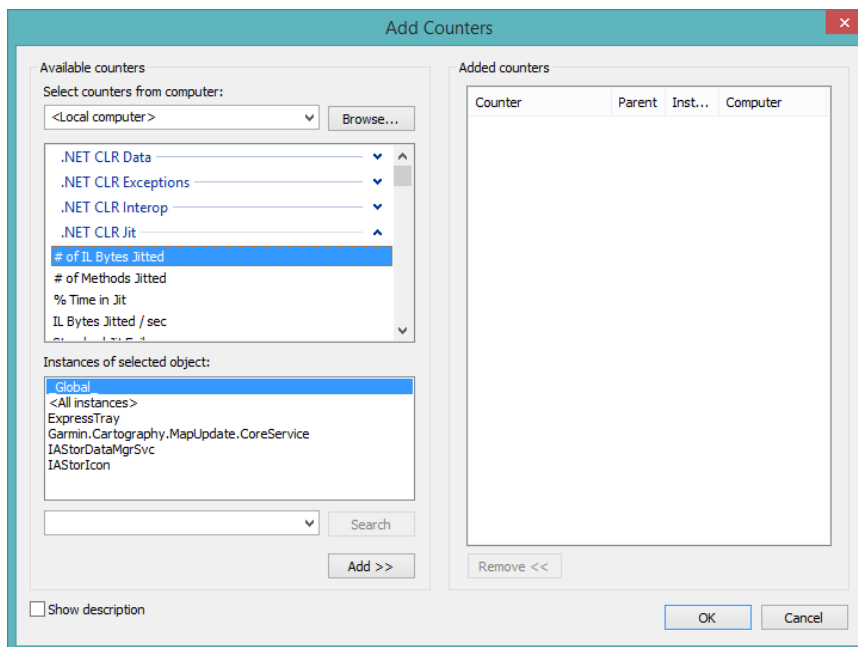 Add Counters
Available counters
Select counters from computer:
<Local computer>
Browse...
.NET CLR Data
.NET CLR Exceptions
.NET CLR Interop
.NET CLR Jit
# of IL Bytes Jitted
# of Methods Jitted
% Time in Jit
IL Bytes Jitted / sec
Instances of selected object:
_Global_
<All instances>
ExpressTray
Garmin.Cartography.MapUpdate.CoreService
IAStorDataMgrSvc
IAStorIcon
Search
Add >>
Show description
Added counters
Counter Parent Inst... Computer
Remove <<
OK Cancel